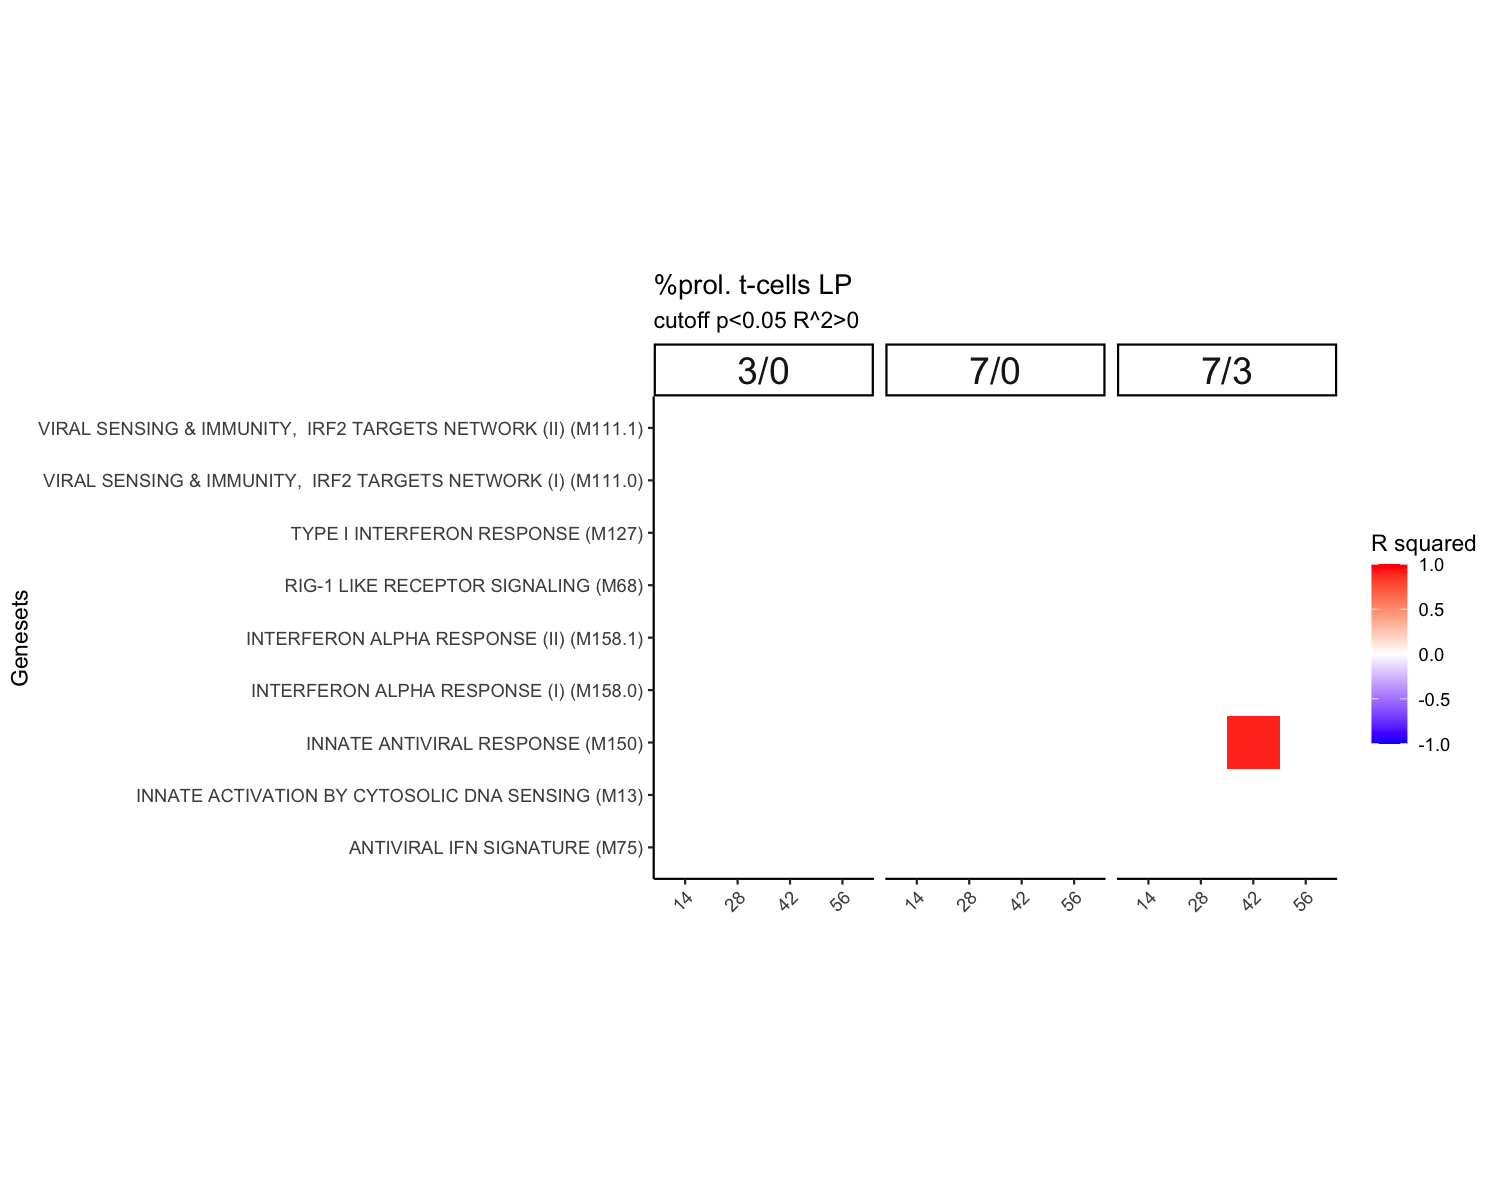 %prol. t-cells LP
cutoff p<0.05 R^2>0
3/0 7/0 7/3
VIRAL SENSING & IMMUNITY,  IRF2 TARGETS NETWORK (II) (M111.1)
VIRAL SENSING & IMMUNITY,  IRF2 TARGETS NETWORK (I) (M111.0)
TYPE I INTERFERON RESPONSE (M127)
RIG-1 LIKE RECEPTOR SIGNALING (M68)
INTERFERON ALPHA RESPONSE (II) (M158.1)
INTERFERON ALPHA RESPONSE (I) (M158.0)
INNATE ANTIVIRAL RESPONSE (M150)
INNATE ACTIVATION BY CYTOSOLIC DNA SENSING (M13)
ANTIVIRAL IFN SIGNATURE (M75)
Genesets
14 28 42 56 14 28 42 56 14 28 42 56
R squared
1.0
0.5
0.0
-0.5
-1.0